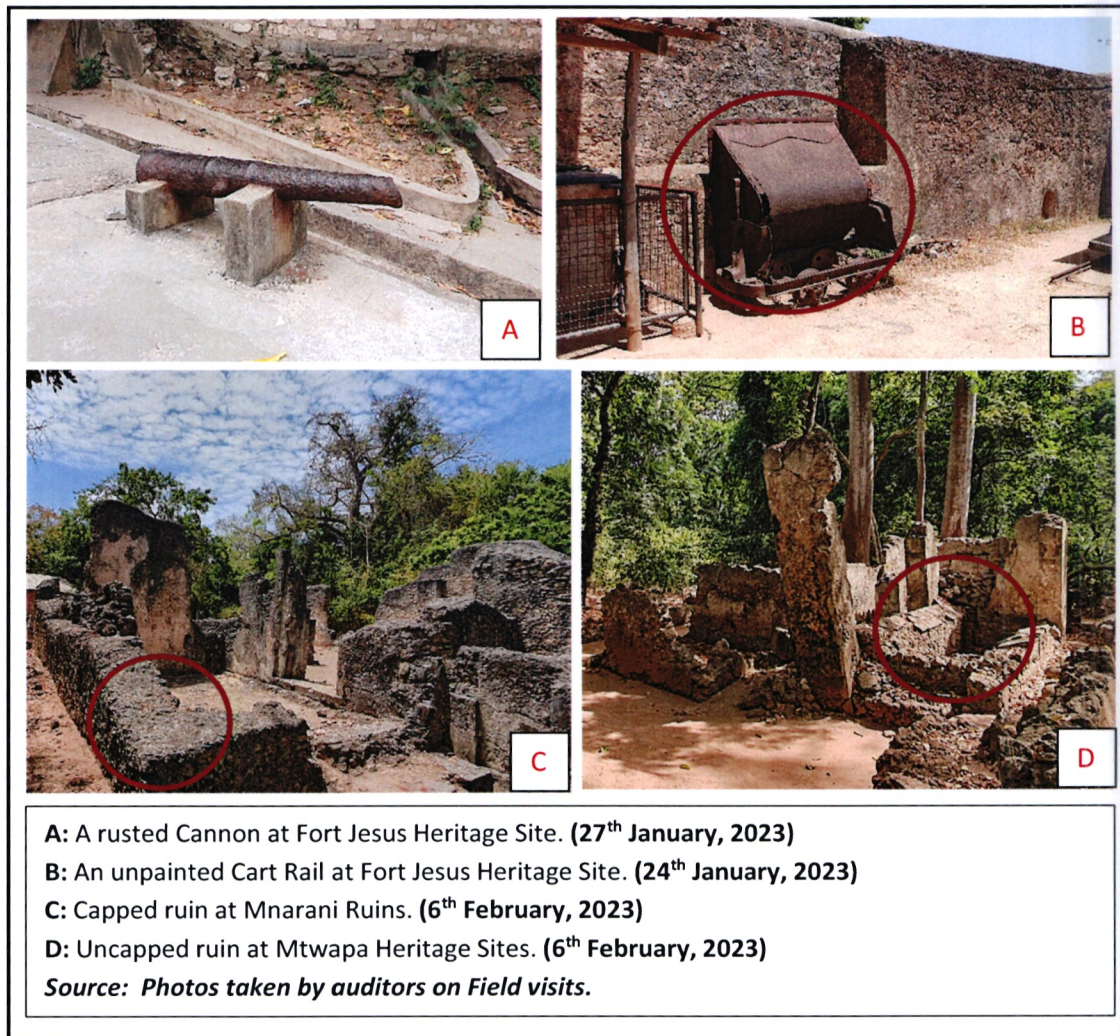 A
B
C
D
A: A rusted Cannon at Fort Jesus Heritage Site. (27th January, 2023)
B: An unpainted Cart Rail at Fort Jesus Heritage Site. (24th January, 2023)
C: Capped ruin at Mnarani Ruins. (6th February, 2023)
D: Uncapped ruin at Mtwapa Heritage Sites. (6th February, 2023)
Source: Photos taken by auditors on Field visits.